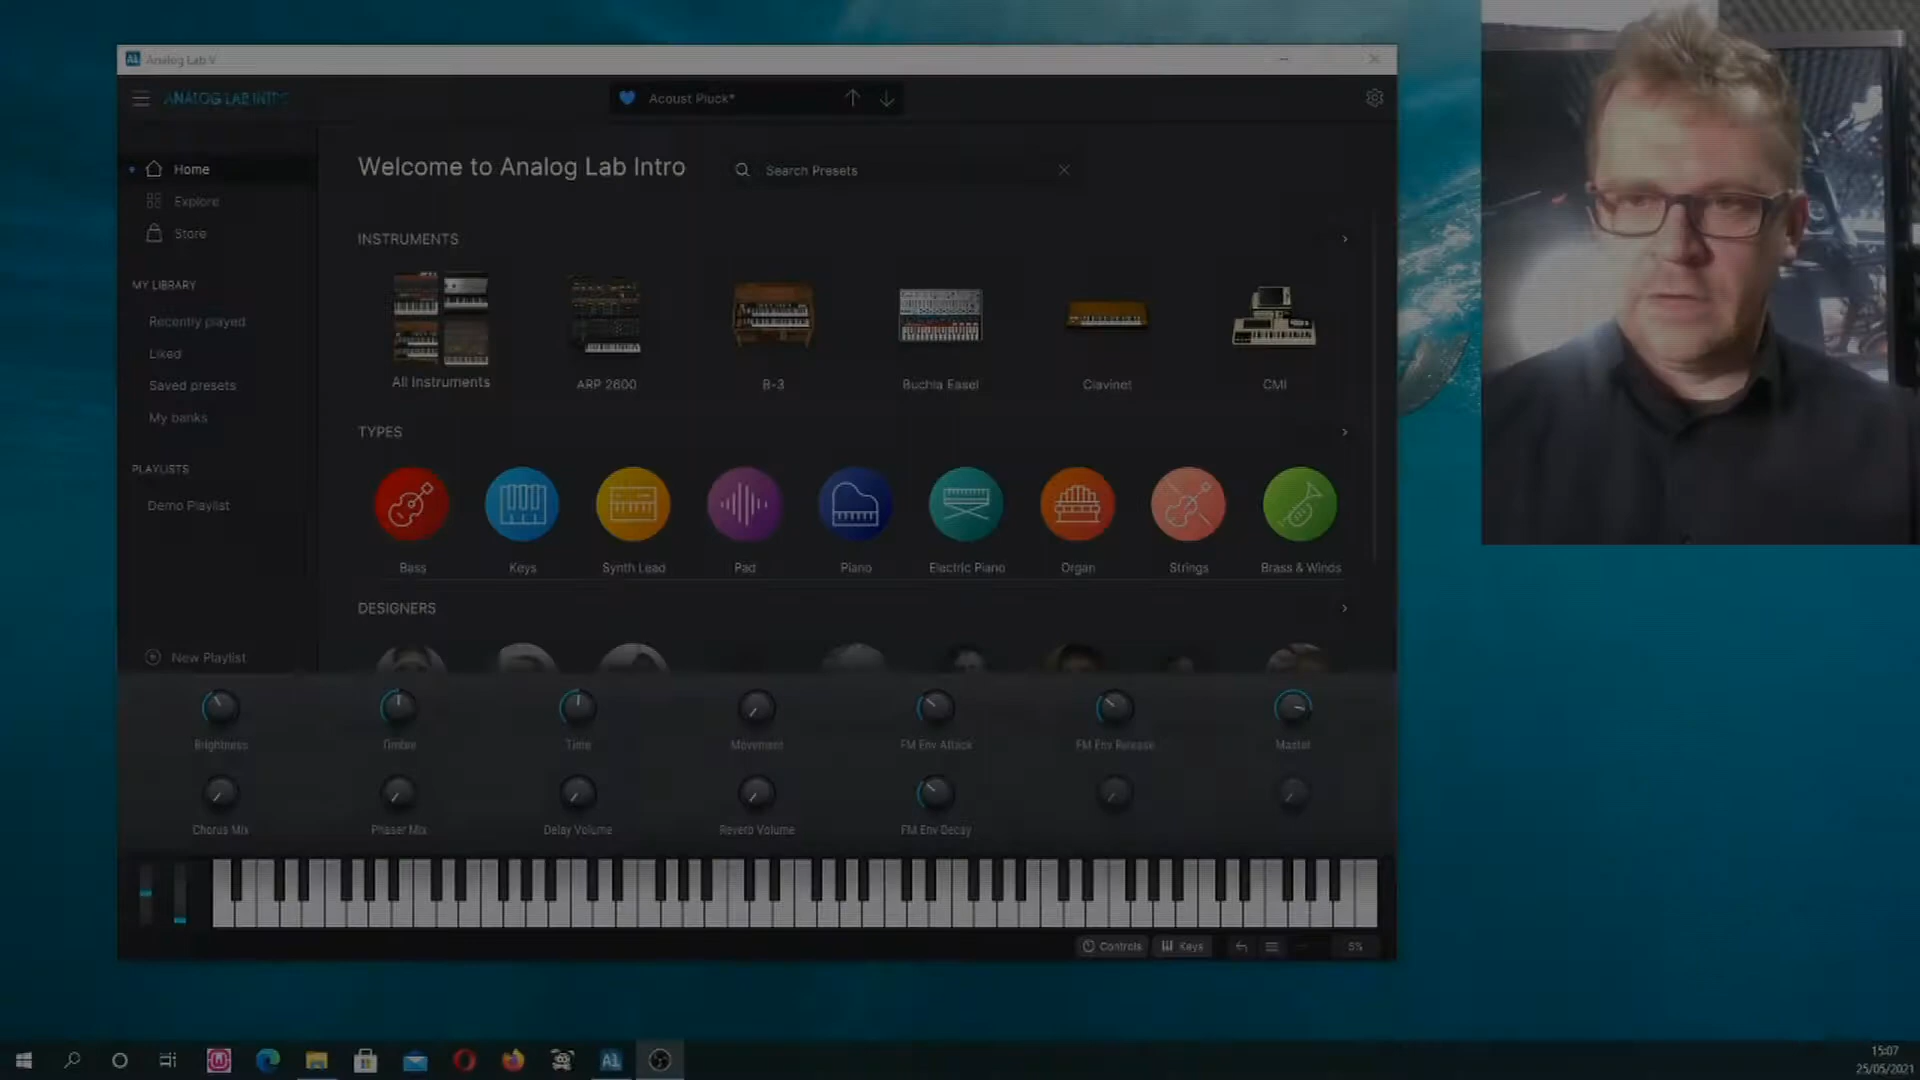 Analog Lab V
ANALOG LAB INTRO
Acoust Pluck*
Home
Explore
Store
MY LIBRARY
Recently played
Liked
Saved presets
My banks
PLAYLISTS
Demo Playlist
New Playlist
Welcome to Analog Lab Intro
Search Presets
INSTRUMENTS
All Instruments
ARP 2600
B-3
Buchla Easel
Clavinet
CMI
TYPES
Bass
Keys
Synth Lead
Pad
Piano
Electric Piano
Organ
Strings
Brass & Winds
DESIGNERS
Brightness
Timbre
Time
Movement
FM Env Attack
FM Env Release
Master
Chorus Mix
Phaser Mix
Delay Volume
Reverb Volume
FM Env Decay
Controls
Keys
5%
15:07
25/05/2021